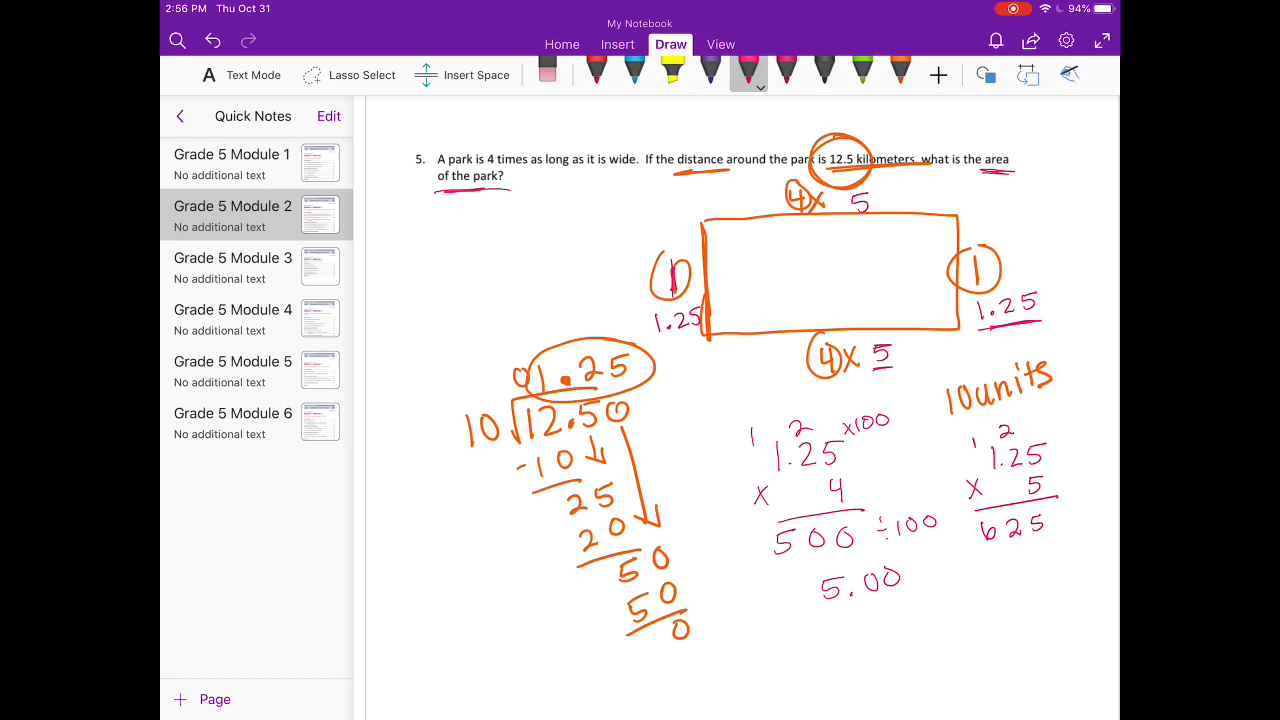 2:56 PM Thu Oct 31
94%
My Notebook
Home Insert Draw View
Text Mode Lasso Select Insert Space
Quick Notes Edit
Grade 5 Module 1
No additional text
Grade 5 Module 2
No additional text
Grade 5 Module 3
No additional text
Grade 5 Module 4
No additional text
Grade 5 Module 5
No additional text
Grade 5 Module 6
No additional text
Page
5. A park is 4 times as long as it is wide. If the distance around the park is 12.5 kilometers, what is the area
of the park?
4x 5
1
1
1.25
1.25
4x 5
01.25
10 12.50
-10
25
20
50
50
0
10 units
1 2 x100
1.25
x 4
500 ÷100
5.00
1 2
1.25
x 5
625